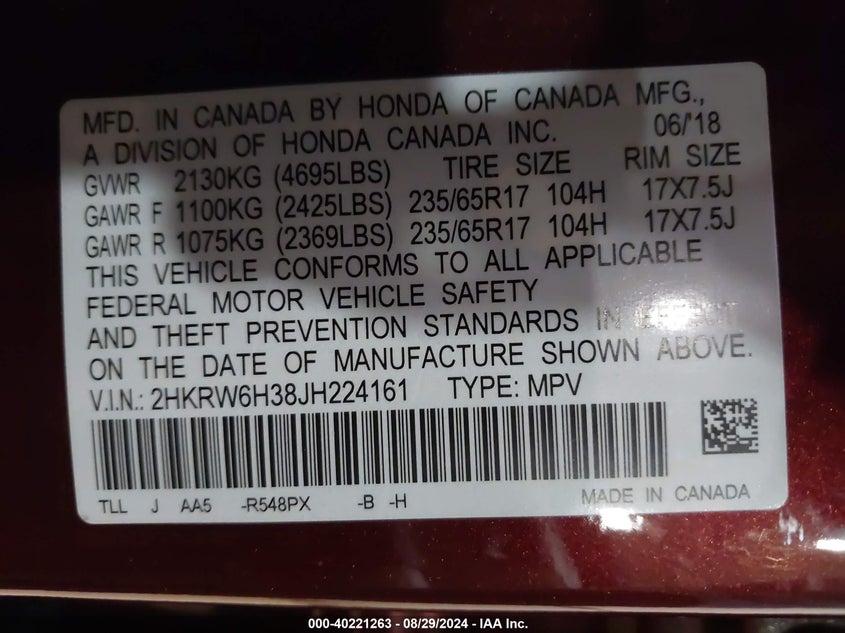 MFD. IN CANADA BY HONDA OF CANADA MFG.,
A DIVISION OF HONDA CANADA INC. 06/'18
GVWR 2130KG (4695LBS) TIRE SIZE RIM SIZE
GAWR F 1100KG (2425LBS) 235/65R17 104H 17X7.5J
GAWR R 1075KG (2369LBS) 235/65R17 104H 17X7.5J
THIS VEHICLE CONFORMS TO ALL APPLICABLE
FEDERAL MOTOR VEHICLE SAFETY
AND THEFT PREVENTION STANDARDS IN EFFECT
ON THE DATE OF MANUFACTURE SHOWN ABOVE.
V.I.N.: 2HKRW6H38JH224161 TYPE: MPV
TLL J AA5 -R548PX -B -H MADE IN CANADA
000-40221263 - 08/29/2024 - IAA Inc.